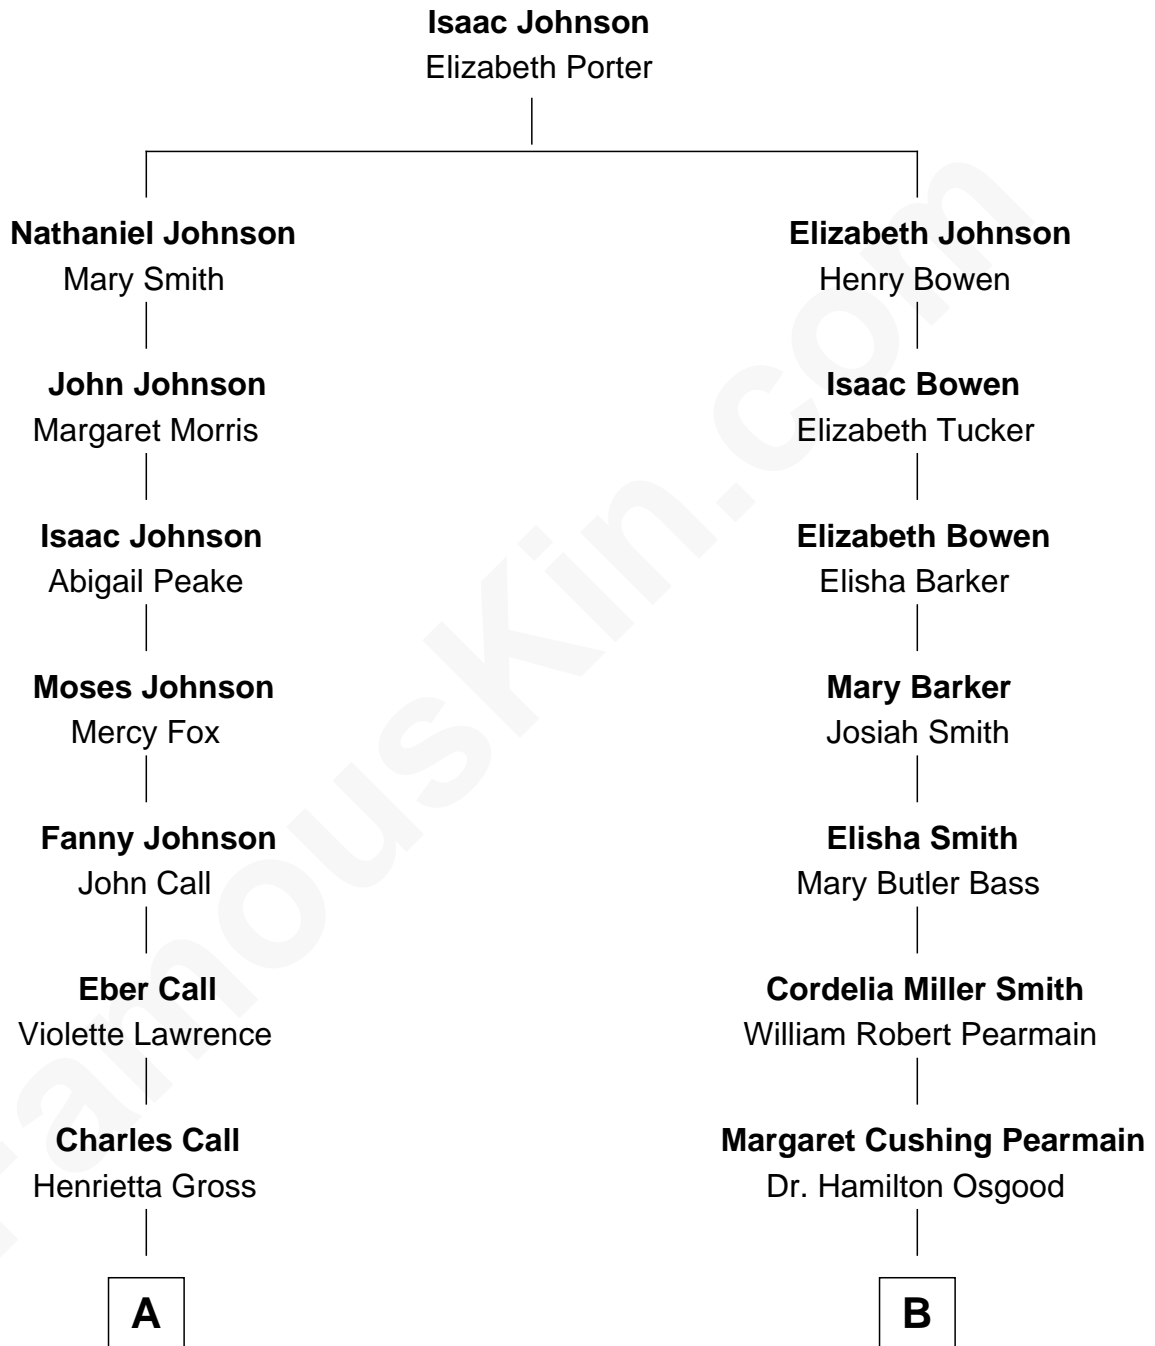 Isaac Johnson
Elizabeth Porter
Nathaniel Johnson
Mary Smith
Elizabeth Johnson
Henry Bowen
John Johnson
Margaret Morris
Isaac Bowen
Elizabeth Tucker
Isaac Johnson
Abigail Peake
Elizabeth Bowen
Elisha Barker
Moses Johnson
Mercy Fox
Mary Barker
Josiah Smith
Fanny Johnson
John Call
Elisha Smith
Mary Butler Bass
Eber Call
Violette Lawrence
Cordelia Miller Smith
William Robert Pearmain
Charles Call
Henrietta Gross
Margaret Cushing Pearmain
Dr. Hamilton Osgood
A
B
FamousKin.com